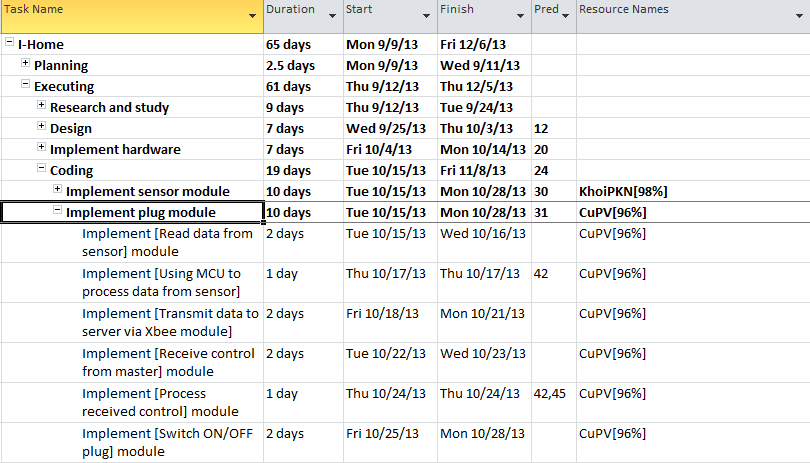 Task Name Duration Start Finish Pred Resource Names
I-Home 65 days Mon 9/9/13 Fri 12/6/13
Planning 2.5 days Mon 9/9/13 Wed 9/11/13
Executing 61 days Thu 9/12/13 Thu 12/5/13
Research and study 9 days Thu 9/12/13 Tue 9/24/13
Design 7 days Wed 9/25/13 Thu 10/3/13 12
Implement hardware 7 days Fri 10/4/13 Mon 10/14/13 20
Coding 19 days Tue 10/15/13 Fri 11/8/13 24
Implement sensor module 10 days Tue 10/15/13 Mon 10/28/13 30 KhoiPKN[98%]
Implement plug module 10 days Tue 10/15/13 Mon 10/28/13 31 CuPV[96%]
Implement [Read data from 2 days Tue 10/15/13 Wed 10/16/13 CuPV[96%]
sensor] module
Implement [Using MCU to 1 day Thu 10/17/13 Thu 10/17/13 42 CuPV[96%]
process data from sensor]
Implement [Transmit data to 2 days Fri 10/18/13 Mon 10/21/13 CuPV[96%]
server via Xbee module]
Implement [Receive control 2 days Tue 10/22/13 Wed 10/23/13 CuPV[96%]
from master] module
Implement [Process 1 day Thu 10/24/13 Thu 10/24/13 42,45 CuPV[96%]
received control] module
Implement [Switch ON/OFF 2 days Fri 10/25/13 Mon 10/28/13 CuPV[96%]
plug] module